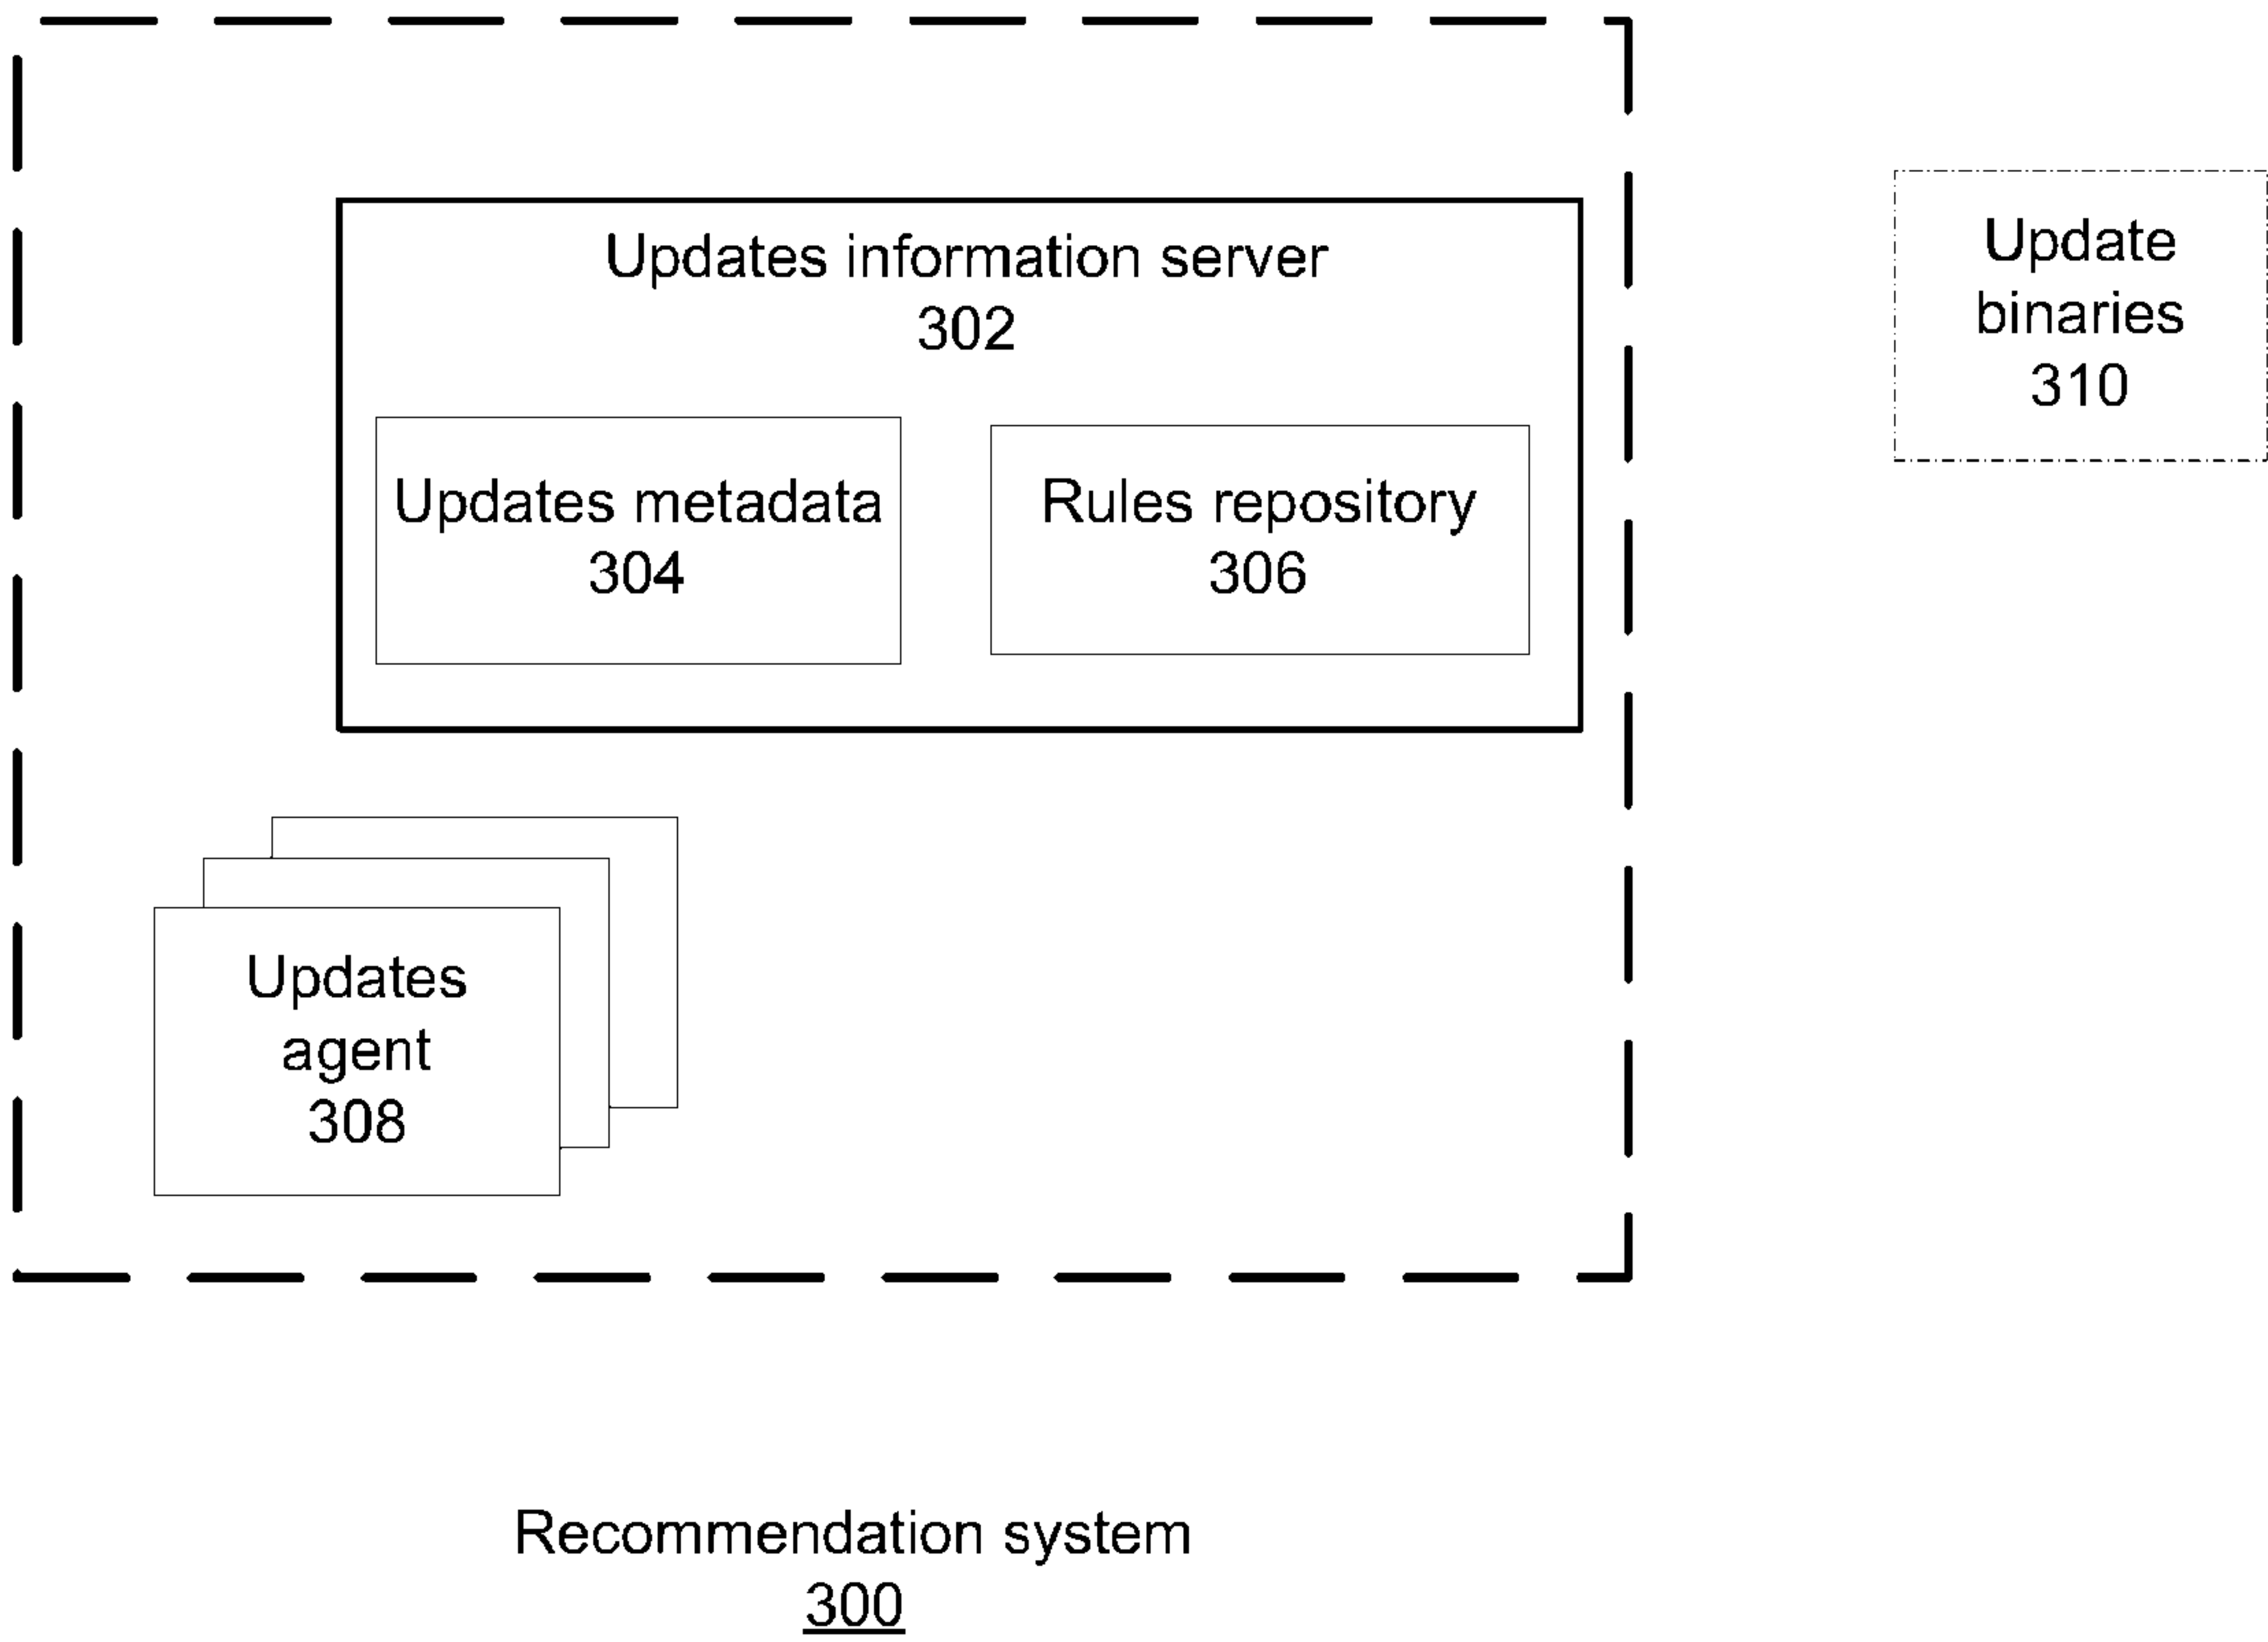 Updates information server
302
Updates metadata
304
Rules repository
306
Update
binaries
310
Updates
agent
308
Recommendation system
300